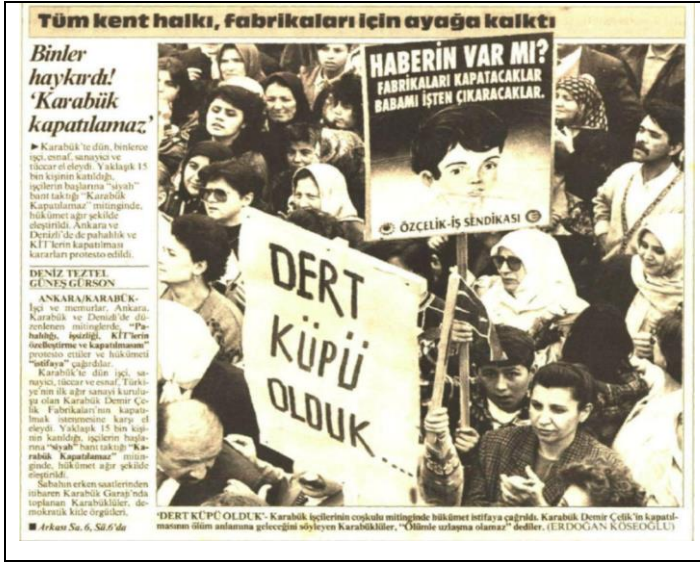 Tüm kent halkı, fabrikaları için ayağa kalktı
Binler
haykırdı!
‘Karabük
kapatılamaz’
►Karabük'te dün, binlerce
işçi, esnaf, sanayici ve
tüccar el eleydi. Yaklaşık 15
bin kişinin katıldığı,
işçilerin başlarına “siyah”
bant taktığı “Karabük
Kapatılamaz” mitinginde,
hükümet ağır şekilde
eleştirildi. Ankara ve
Denizli'de de pahalılık ve
KİT'lerin kapatılması
kararları protesto edildi.
DENİZ TEZTEL
GÜNEŞ GÜRSON
ANKARA/KARABÜK-
İşçi ve memurlar, Ankara,
Karabük ve Denizli'de dü-
zenlenen mitinglerde, “Pa-
halılığı, işsizliği, KİT'lerin
özelleştirme ve kapatılmasını”
protesto ettiler ve hükümeti
“istifaya” çağırdılar.
Karabük'te dün işçi, sa-
nayici, tüccar ve esnaf, Türki-
ye'nin ilk ağır sanayi kurulu-
şu olan Karabük Demir Çe-
lik Fabrikaları'nın kapatıl-
mak istenmesine karşı el
eleydi. Yaklaşık 15 bin kişi-
nin katıldığı, işçilerin başla-
rına “siyah” bant taktığı “Ka-
rabük Kapatılamaz” mitin-
ginde, hükümet ağır şekilde
eleştirildi.
Sabahın erken saatlerinden
itibaren Karabük Garajı'nda
toplanan Karabüklüler, de-
mokratik kitle örgütleri.
■ Arkası Sa. 6, Sü.6'da
HABERİN VAR MI?
FABRİKALARI KAPATACAKLAR
BABAMI İŞTEN ÇIKARACAKLAR.
ÖZÇELİK-İŞ SENDİKASI
DERT
KÜPÜ
OLDUK....
‘DERT KÜPÜ OLDUK’- Karabük işçilerinin coşkulu mitinginde hükümet istifaya çağrıldı. Karabük Demir Çelik'in kapatıl-
masının ölüm anlamına geleceğini söyleyen Karabüklüler, “Ölümle uzlaşma olamaz” dediler. (ERDOĞAN KÖSEOĞLU)